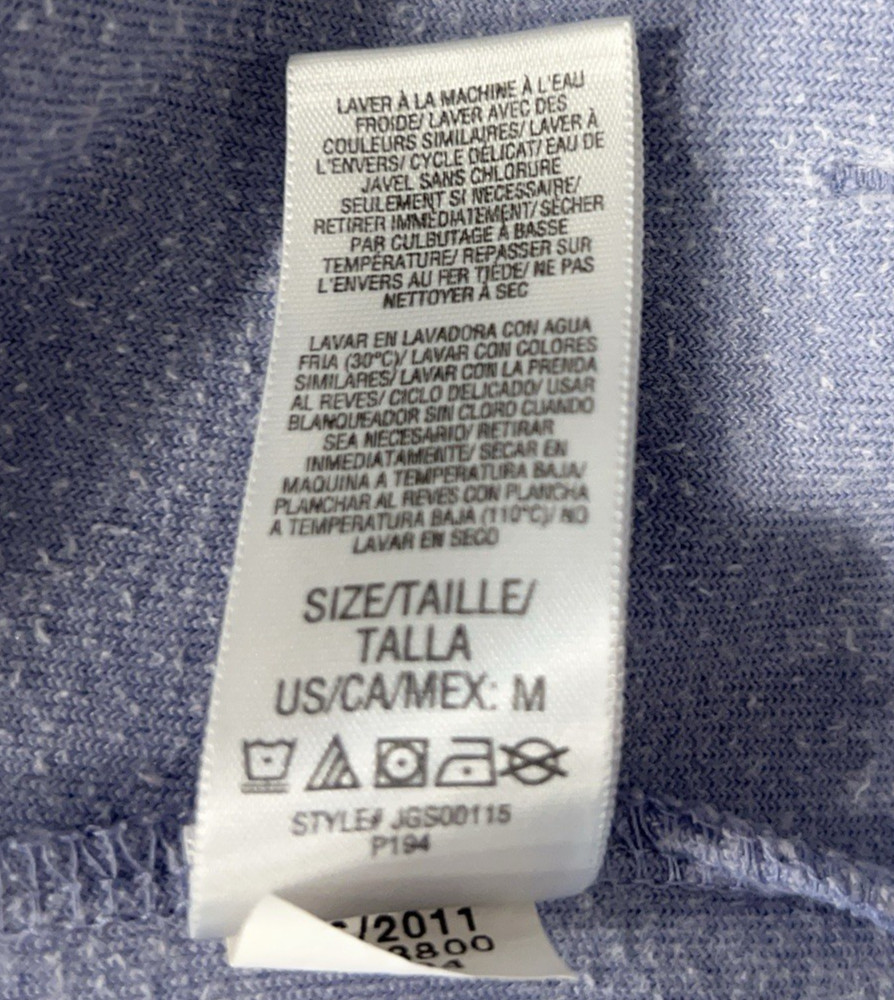 LAVER À LA MACHINE À L'EAU
FROIDE/ LAVER AVEC DES
COULEURS SIMILAIRES/ LAVER À
L'ENVERS/ CYCLE DÉLICAT/ EAU DE
JAVEL SANS CHLORURE
SEULEMENT SI NÉCESSAIRE/
RETIRER IMMÉDIATEMENT/ SÉCHER
PAR CULBUTAGE À BASSE
TEMPÉRATURE/ REPASSER SUR
L'ENVERS AU FER TIÈDE/ NE PAS
NETTOYER À SEC
LAVAR EN LAVADORA CON AGUA
FRIA (30°C)/ LAVAR CON COLORES
SIMILARES/ LAVAR CON LA PRENDA
AL REVES/ CICLO DELICADO/ USAR
BLANQUEADOR SIN CLORO CUANDO
SEA NECESARIO/ RETIRAR
INMEDIATAMENTE/ SECAR EN
MAQUINA A TEMPERATURA BAJA/
PLANCHAR AL REVES CON PLANCHA
A TEMPERATURA BAJA (110°C)/ NO
LAVAR EN SECO
SIZE/TAILLE/
TALLA
US/CA/MEX: M
STYLE# JGS00115
P194
/2011
3800